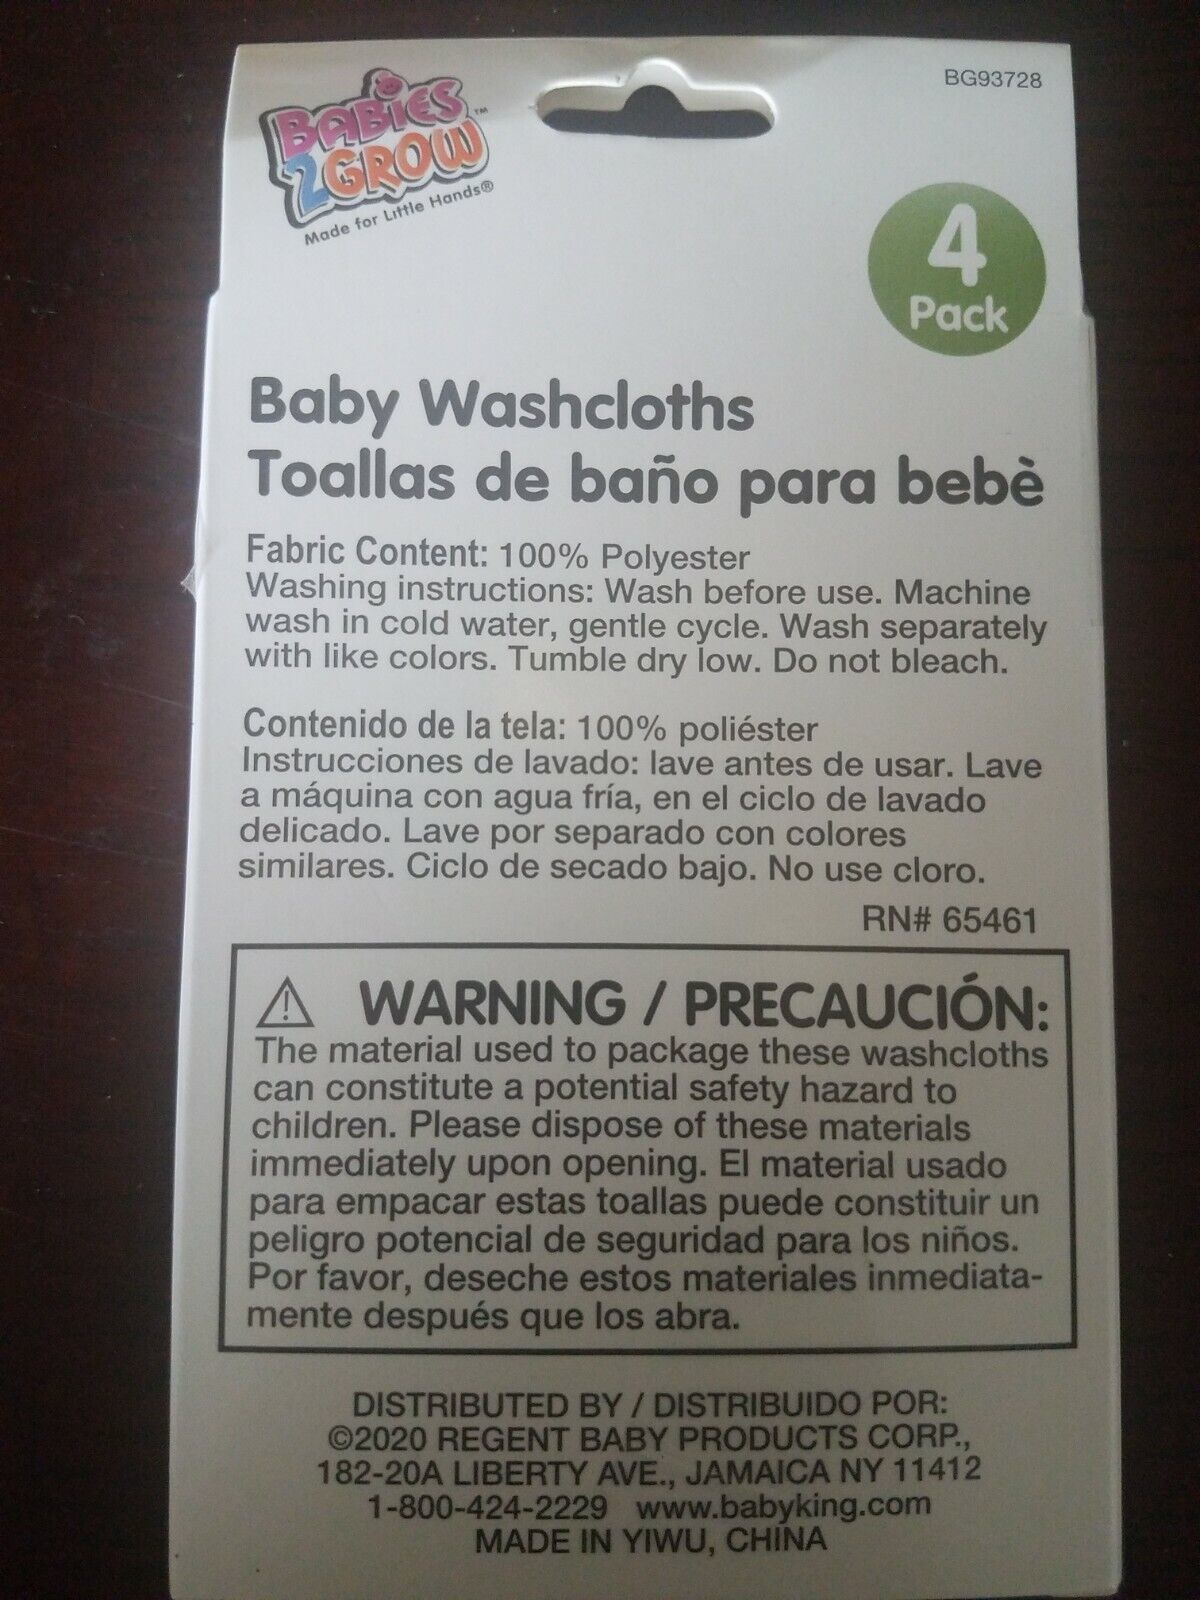 BABIES™
2GROW
Made for Little Hands®
BG93728
4
Pack
Baby Washcloths
Toallas de baño para bebè
Fabric Content: 100% Polyester
Washing instructions: Wash before use. Machine
wash in cold water, gentle cycle. Wash separately
with like colors. Tumble dry low. Do not bleach.
Contenido de la tela: 100% poliéster
Instrucciones de lavado: lave antes de usar. Lave
a máquina con agua fría, en el ciclo de lavado
delicado. Lave por separado con colores
similares. Ciclo de secado bajo. No use cloro.
RN# 65461
⚠ WARNING / PRECAUCIÓN:
The material used to package these washcloths
can constitute a potential safety hazard to
children. Please dispose of these materials
immediately upon opening. El material usado
para empacar estas toallas puede constituir un
peligro potencial de seguridad para los niños.
Por favor, deseche estos materiales inmediata-
mente después que los abra.
DISTRIBUTED BY / DISTRIBUIDO POR:
©2020 REGENT BABY PRODUCTS CORP.,
182-20A LIBERTY AVE., JAMAICA NY 11412
1-800-424-2229 www.babyking.com
MADE IN YIWU, CHINA